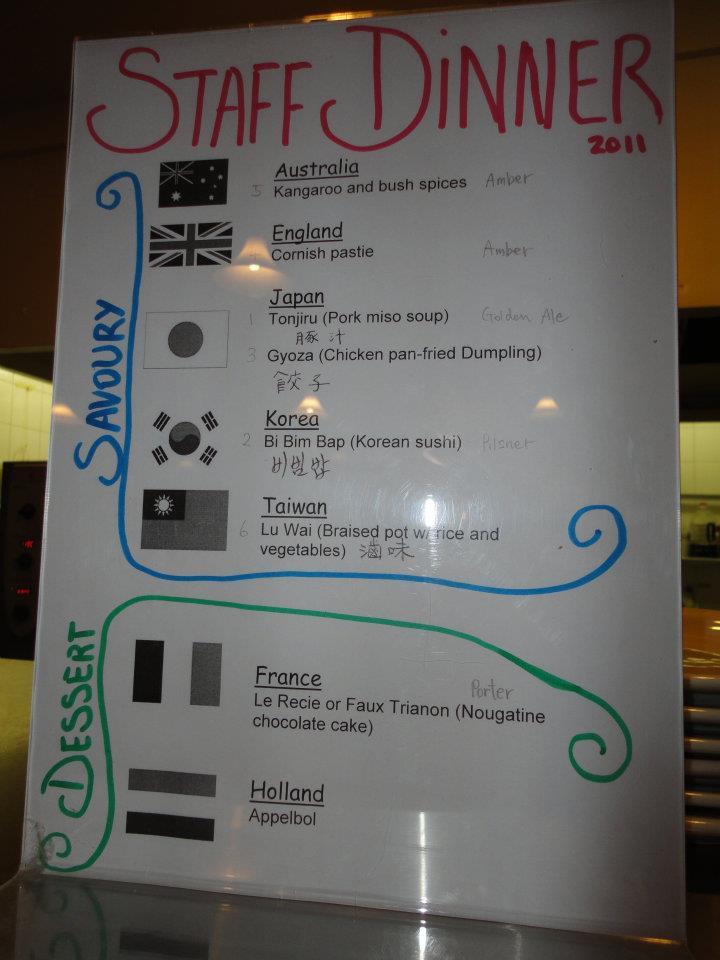 STAFF DiNNER
2011
SAVOURY
Australia
5 Kangaroo and bush spices Amber
England
Cornish pastie Amber
Japan
1 Tonjiru (Pork miso soup) Golden Ale
豚汁
3 Gyoza (Chicken pan-fried Dumpling)
餃子
Korea
2 Bi Bim Bap (Korean sushi) Pilsner
비빔밥
Taiwan
6 Lu Wai (Braised pot w/ rice and
vegetables) 滷味
DESSERT
France Porter
Le Recie or Faux Trianon (Nougatine
chocolate cake)
Holland
Appelbol